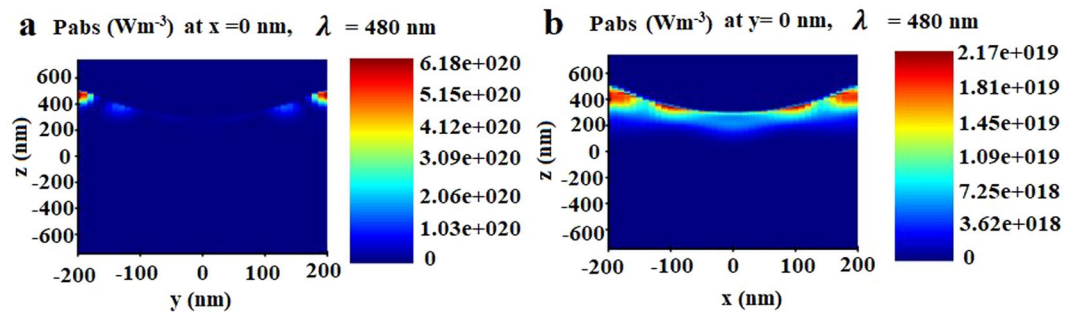 a Pabs (Wm⁻³) at x =0 nm, λ = 480 nm
600
400
200
0
-200
-400
-600
z (nm)
-200 -100 0 100 200
y (nm)
6.18e+020
5.15e+020
4.12e+020
3.09e+020
2.06e+020
1.03e+020
0
b Pabs (Wm⁻³) at y= 0 nm, λ = 480 nm
600
400
200
0
-200
-400
-600
z (nm)
-200 -100 0 100 200
x (nm)
2.17e+019
1.81e+019
1.45e+019
1.09e+019
7.25e+018
3.62e+018
0